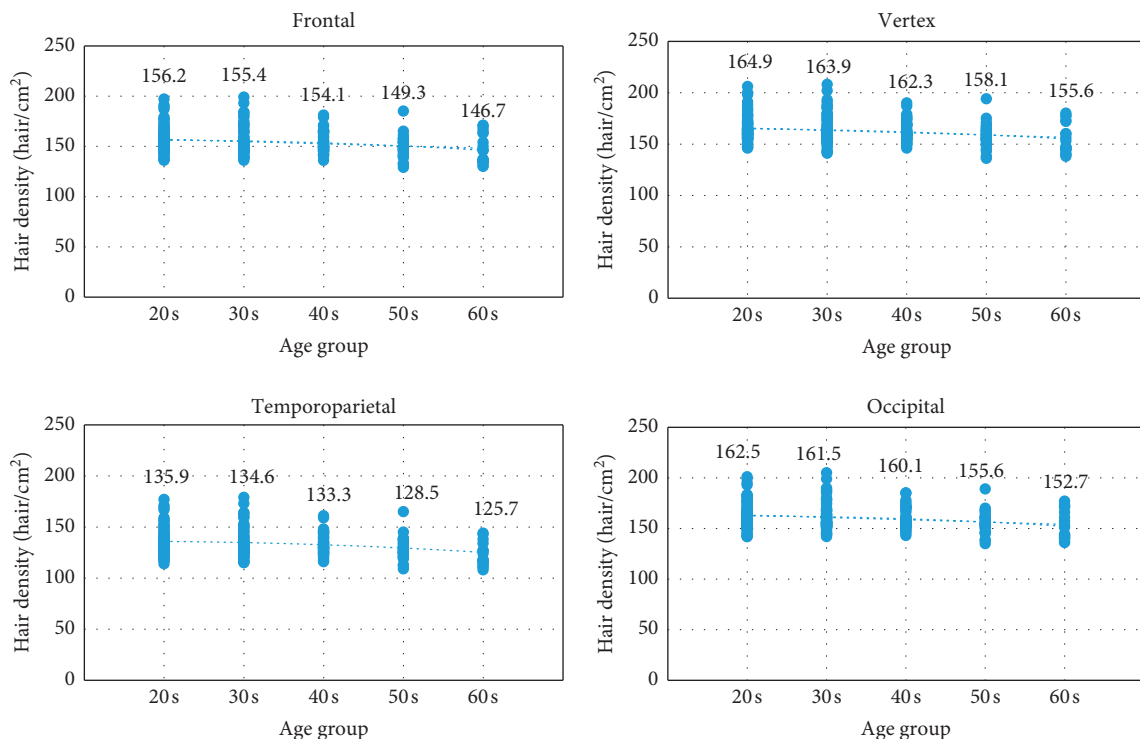 Frontal
250
200
150
100
50
0
Hair density (hair/cm²)
156.2
155.4
154.1
149.3
146.7
20 s
30 s
40 s
50 s
60 s
Age group
Vertex
250
200
150
100
50
0
Hair density (hair/cm²)
164.9
163.9
162.3
158.1
155.6
20 s
30 s
40 s
50 s
60 s
Age group
Temporoparietal
250
200
150
100
50
0
Hair density (hair/cm²)
135.9
134.6
133.3
128.5
125.7
20 s
30 s
40 s
50 s
60 s
Age group
Occipital
250
200
150
100
50
0
Hair density (hair/cm²)
162.5
161.5
160.1
155.6
152.7
20 s
30 s
40 s
50 s
60 s
Age group